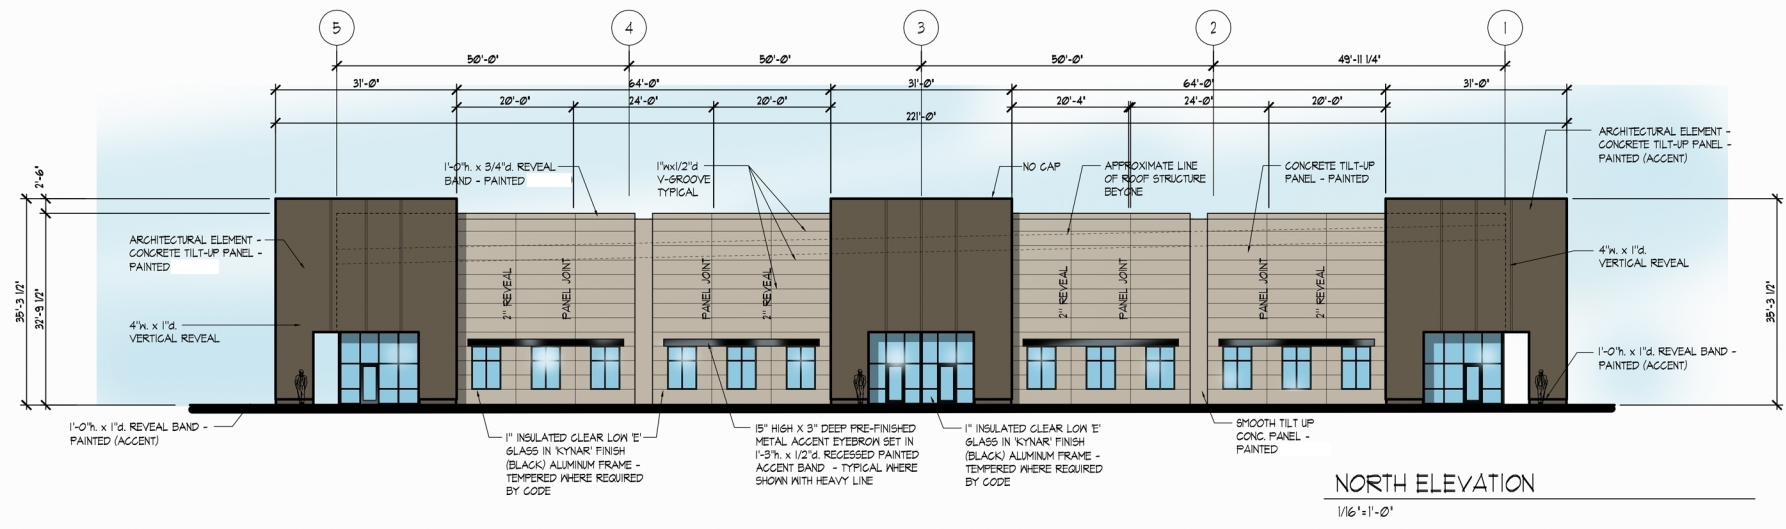 5
4
3
2
1
50'-0"
50'-0"
50'-0"
49'-11 1/4"
31'-0"
64'-0"
31'-0"
64'-0"
31'-0"
20'-0"
24'-0"
20'-0"
20'-4"
24'-0"
20'-0"
221'-0"
ARCHITECTURAL ELEMENT -
CONCRETE TILT-UP PANEL -
PAINTED (ACCENT)
1'-0"h. x 3/4"d. REVEAL
BAND - PAINTED
1"wx1/2"d
V-GROOVE
TYPICAL
NO CAP
APPROXIMATE LINE
OF ROOF STRUCTURE
BEYONE
CONCRETE TILT-UP
PANEL - PAINTED
2'-6"
35'-3 1/2"
32'-9 1/2"
35'-3 1/2"
ARCHITECTURAL ELEMENT -
CONCRETE TILT-UP PANEL -
PAINTED
4"w. x 1"d.
VERTICAL REVEAL
4"w. x 1"d.
VERTICAL REVEAL
2" REVEAL
PANEL JOINT
PANEL JOINT
2" REVEAL
2" REVEAL
PANEL JOINT
PANEL JOINT
2" REVEAL
1'-0"h. x 1"d. REVEAL BAND -
PAINTED (ACCENT)
1'-0"h. x 1"d. REVEAL BAND -
PAINTED (ACCENT)
1" INSULATED CLEAR LOW 'E'
GLASS IN 'KYNAR' FINISH
(BLACK) ALUMINUM FRAME -
TEMPERED WHERE REQUIRED
BY CODE
15" HIGH X 3" DEEP PRE-FINISHED
METAL ACCENT EYEBROW SET IN
1'-3"h. x 1/2"d. RECESSED PAINTED
ACCENT BAND - TYPICAL WHERE
SHOWN WITH HEAVY LINE
1" INSULATED CLEAR LOW 'E'
GLASS IN 'KYNAR' FINISH
(BLACK) ALUMINUM FRAME -
TEMPERED WHERE REQUIRED
BY CODE
SMOOTH TILT UP
CONC. PANEL -
PAINTED
NORTH ELEVATION
1/16"=1'-0"